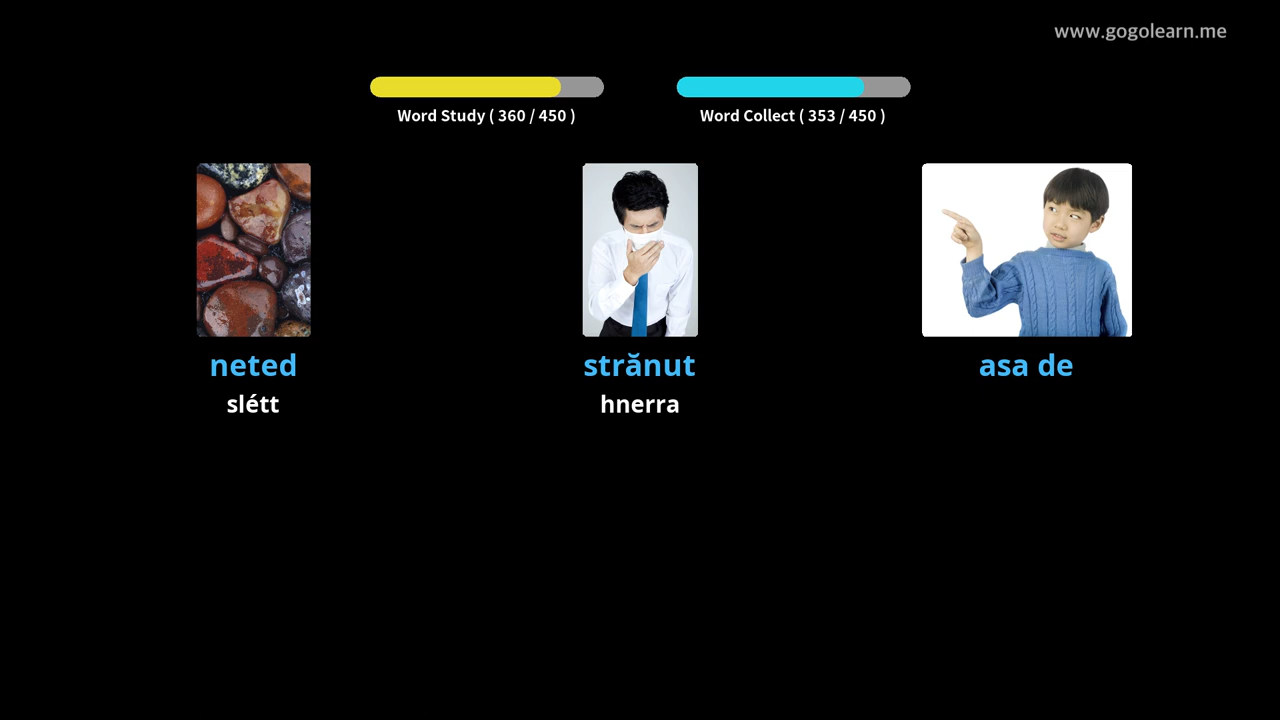 www.gogolearn.me
Word Study ( 360 / 450 )
Word Collect ( 353 / 450 )
neted
slétt
strănut
hnerra
asa de